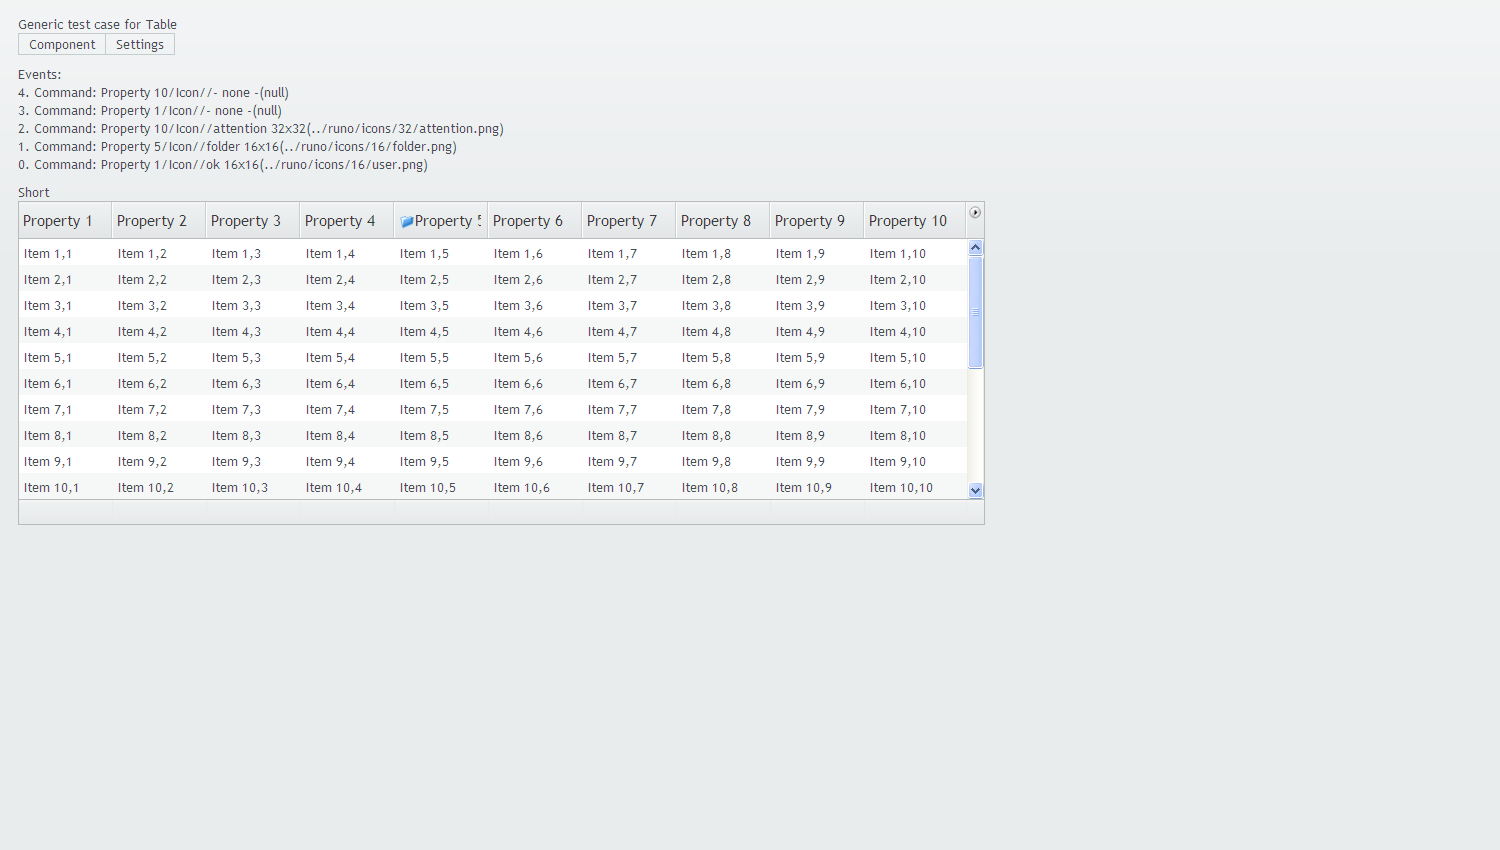 Generic test case for Table
Component Settings
Events:
4. Command: Property 10/Icon//- none -(null)
3. Command: Property 1/Icon//- none -(null)
2. Command: Property 10/Icon//attention 32x32(../runo/icons/32/attention.png)
1. Command: Property 5/Icon//folder 16x16(../runo/icons/16/folder.png)
0. Command: Property 1/Icon//ok 16x16(../runo/icons/16/user.png)
Short
Property 1 Property 2 Property 3 Property 4 Property 5 Property 6 Property 7 Property 8 Property 9 Property 10
Item 1,1 Item 1,2 Item 1,3 Item 1,4 Item 1,5 Item 1,6 Item 1,7 Item 1,8 Item 1,9 Item 1,10
Item 2,1 Item 2,2 Item 2,3 Item 2,4 Item 2,5 Item 2,6 Item 2,7 Item 2,8 Item 2,9 Item 2,10
Item 3,1 Item 3,2 Item 3,3 Item 3,4 Item 3,5 Item 3,6 Item 3,7 Item 3,8 Item 3,9 Item 3,10
Item 4,1 Item 4,2 Item 4,3 Item 4,4 Item 4,5 Item 4,6 Item 4,7 Item 4,8 Item 4,9 Item 4,10
Item 5,1 Item 5,2 Item 5,3 Item 5,4 Item 5,5 Item 5,6 Item 5,7 Item 5,8 Item 5,9 Item 5,10
Item 6,1 Item 6,2 Item 6,3 Item 6,4 Item 6,5 Item 6,6 Item 6,7 Item 6,8 Item 6,9 Item 6,10
Item 7,1 Item 7,2 Item 7,3 Item 7,4 Item 7,5 Item 7,6 Item 7,7 Item 7,8 Item 7,9 Item 7,10
Item 8,1 Item 8,2 Item 8,3 Item 8,4 Item 8,5 Item 8,6 Item 8,7 Item 8,8 Item 8,9 Item 8,10
Item 9,1 Item 9,2 Item 9,3 Item 9,4 Item 9,5 Item 9,6 Item 9,7 Item 9,8 Item 9,9 Item 9,10
Item 10,1 Item 10,2 Item 10,3 Item 10,4 Item 10,5 Item 10,6 Item 10,7 Item 10,8 Item 10,9 Item 10,10